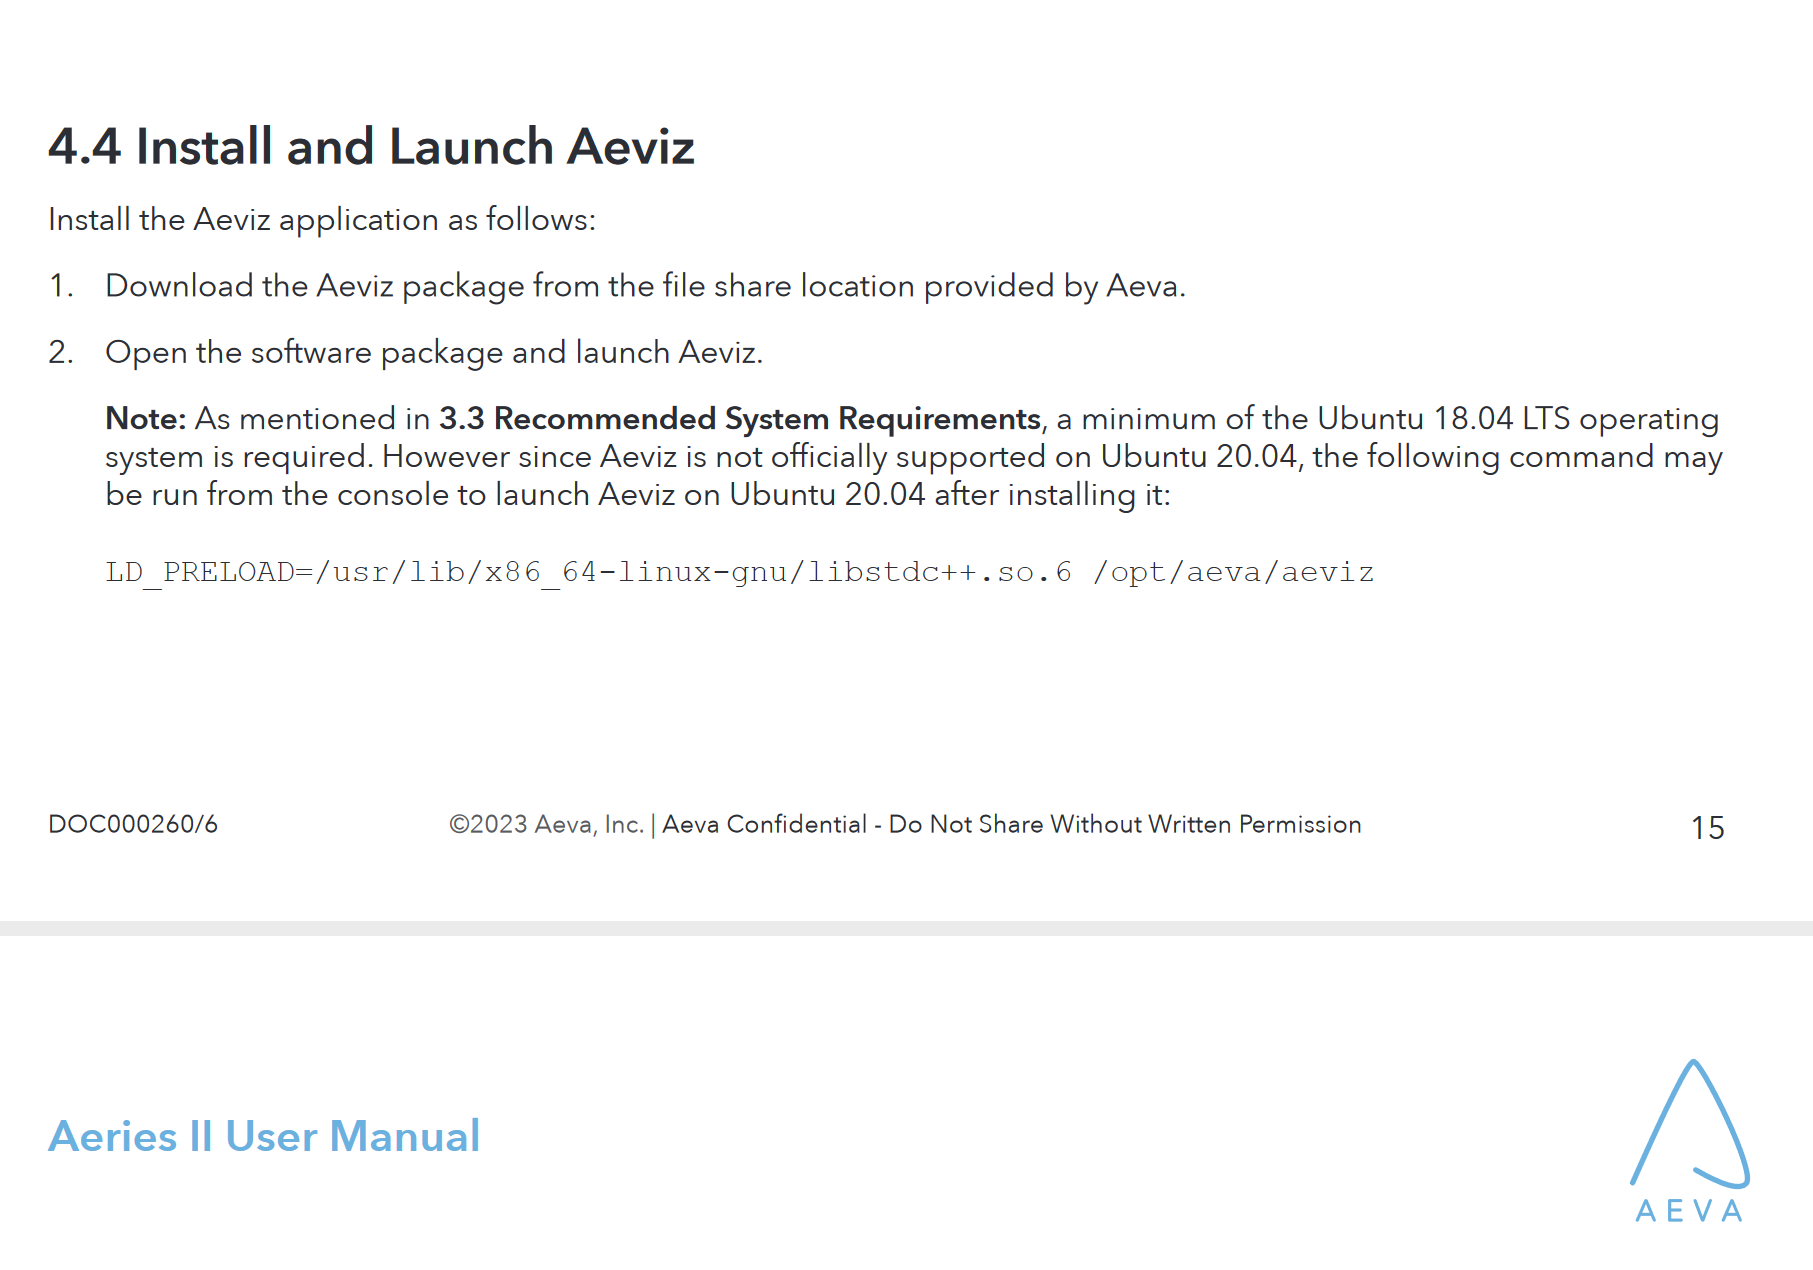 4.4 Install and Launch Aeviz
Install the Aeviz application as follows:
1. Download the Aeviz package from the file share location provided by Aeva.
2. Open the software package and launch Aeviz.
Note: As mentioned in 3.3 Recommended System Requirements, a minimum of the Ubuntu 18.04 LTS operating
system is required. However since Aeviz is not officially supported on Ubuntu 20.04, the following command may
be run from the console to launch Aeviz on Ubuntu 20.04 after installing it:
LD_PRELOAD=/usr/lib/x86_64-linux-gnu/libstdc++.so.6 /opt/aeva/aeviz
DOC000260/6 ©2023 Aeva, Inc. | Aeva Confidential - Do Not Share Without Written Permission 15
Aeries II User Manual
AEVA